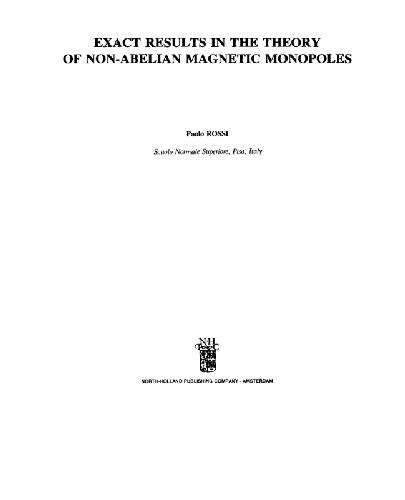 EXACT RESULTS IN THE THEORY
OF NON-ABELIAN MAGNETIC MONOPOLES
Paolo ROSSI
Scuola Normale Superiore, Pisa, Italy
NH
NORTH-HOLLAND PUBLISHING COMPANY - AMSTERDAM